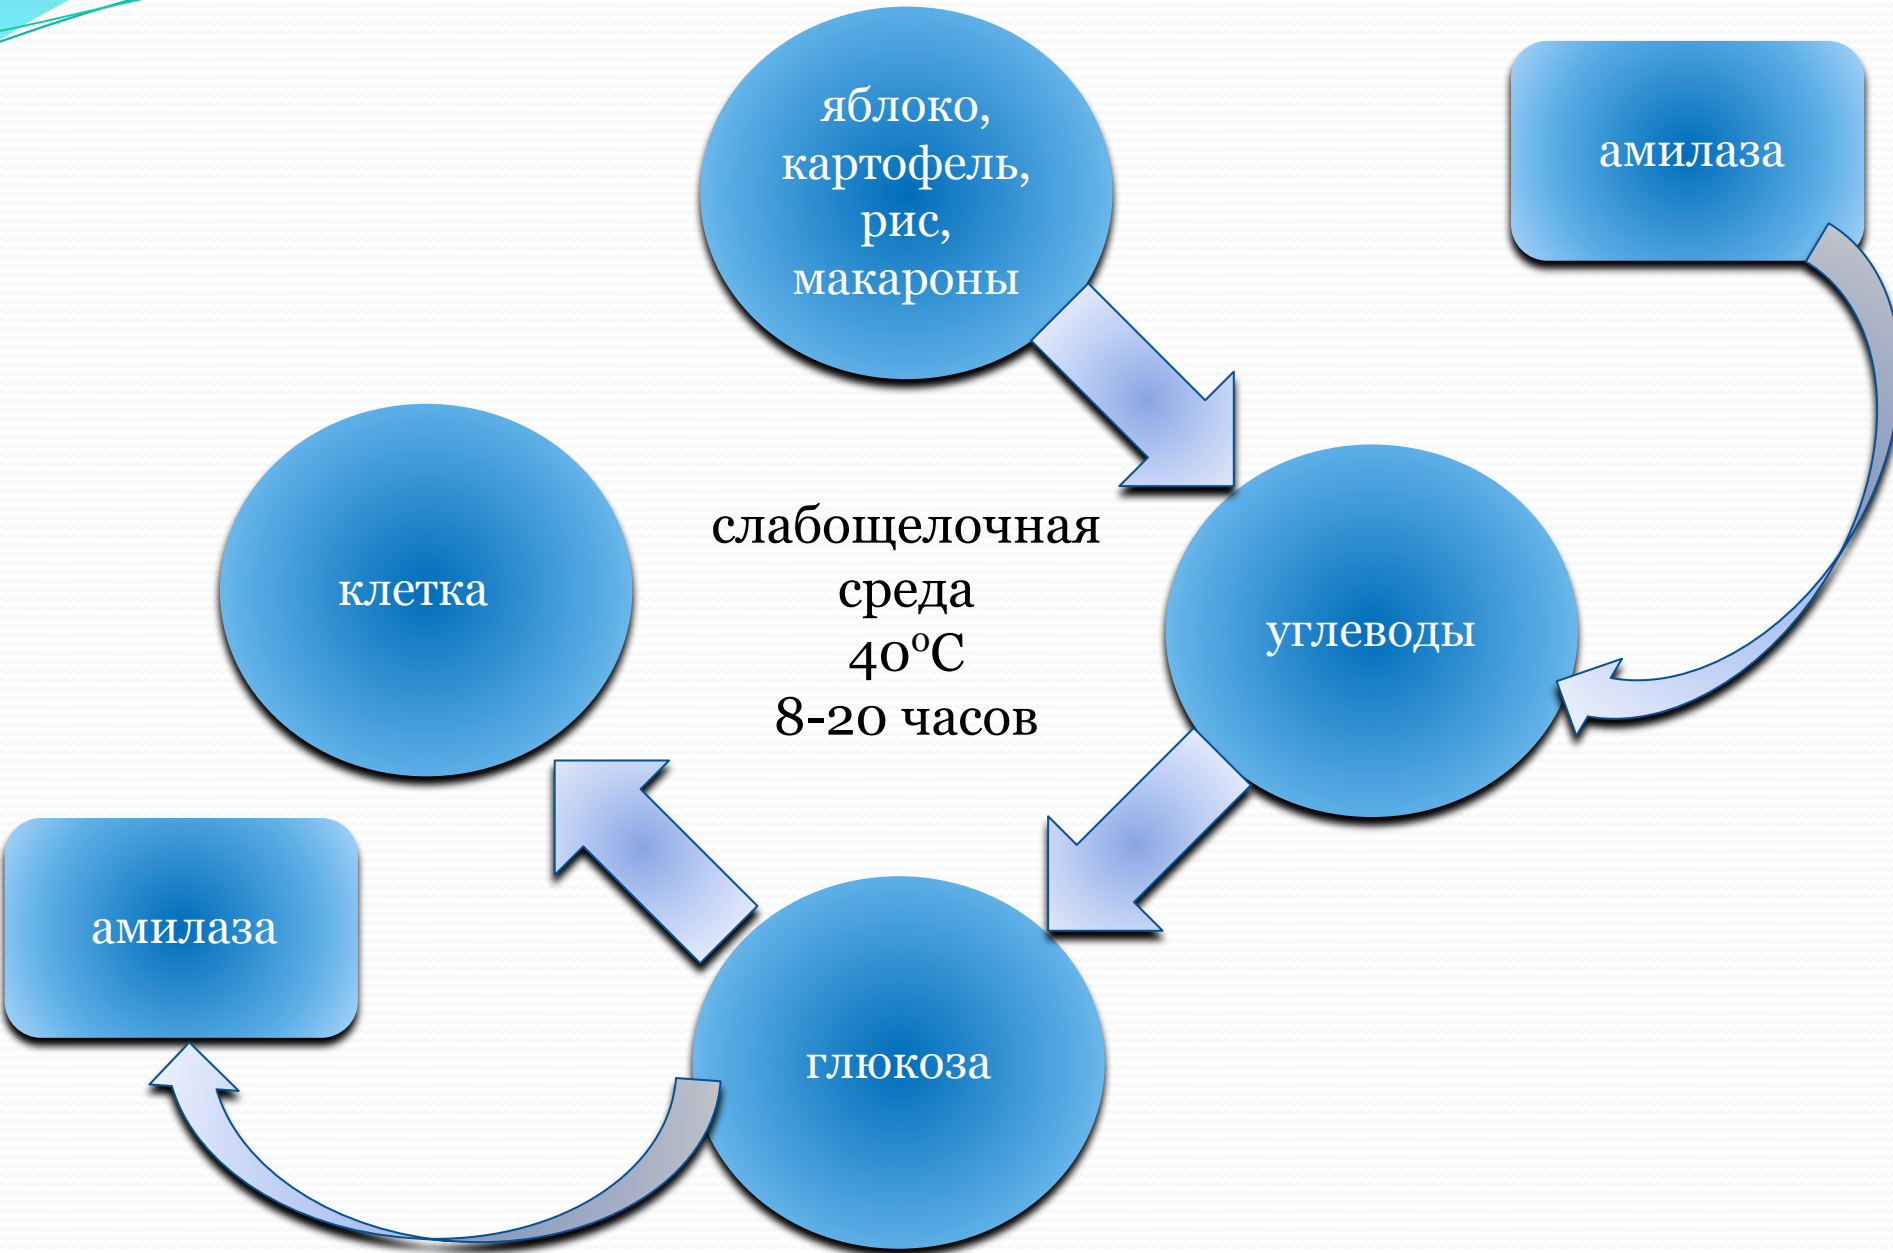 яблоко,
картофель,
рис,
макароны
амилаза
клетка
слабощелочная
среда
40°C
8-20 часов
углеводы
амилаза
глюкоза